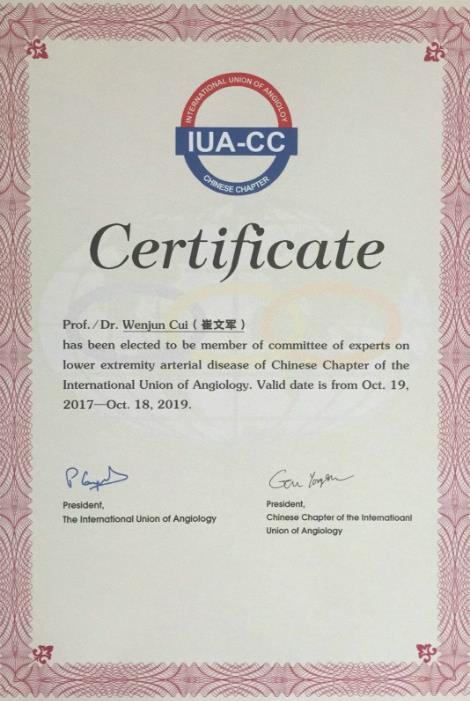 INTERNATIONAL UNION OF ANGIOLOY
IUA-CC
CHINESE CHAPTER
Certificate
Prof./Dr. Wenjun Cui（崔文军）
has been elected to be member of committee of experts on
lower extremity arterial disease of Chinese Chapter of the
International Union of Angiology. Valid date is from Oct. 19,
2017—Oct. 18, 2019.
President,
The International Union of Angiology
President,
Chinese Chapter of the Internatioanl
Union of Angiology